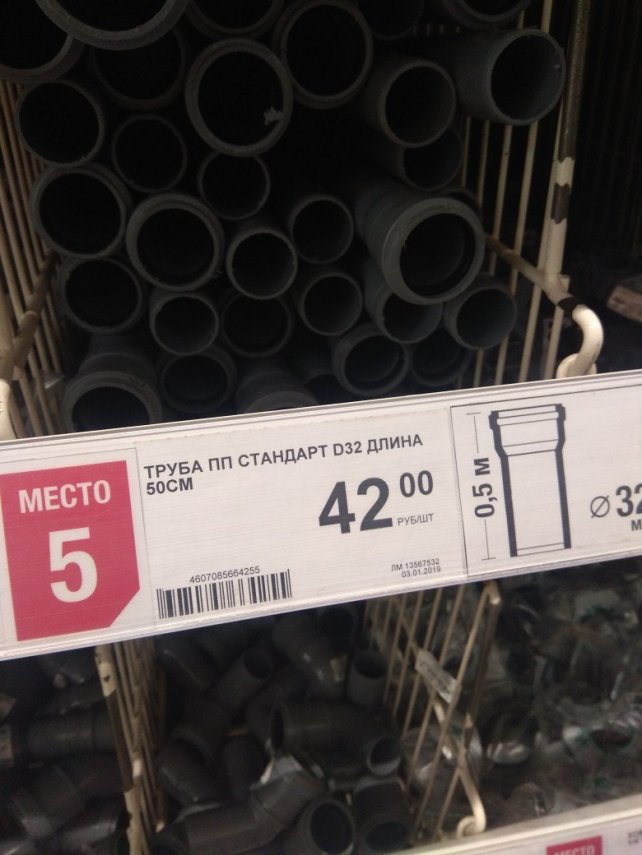 ТРУБА ПП СТАНДАРТ D32 ДЛИНА
50СМ
МЕСТО
5
42 00
РУБ/ШТ
4607085664255
ЛМ 13567532
03.01.2019
0,5 м
⌀ 32
МЕСТО